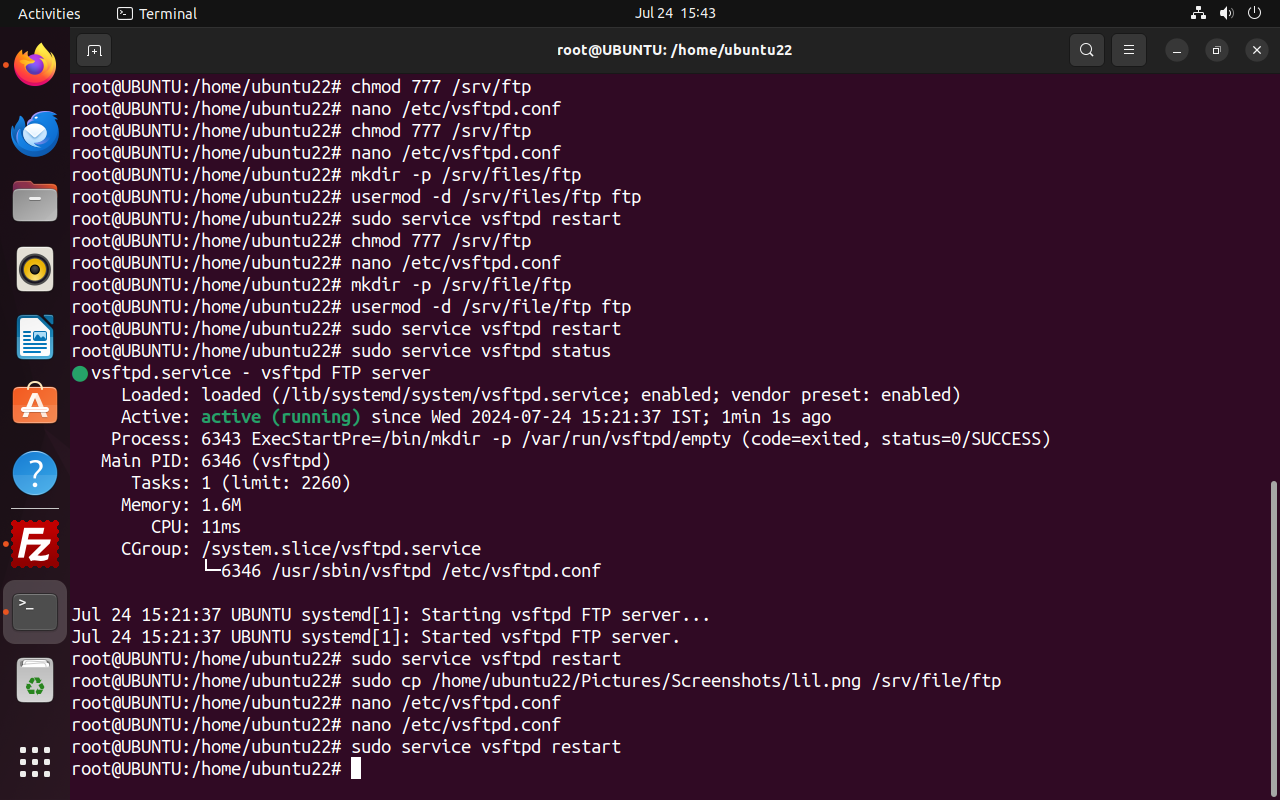 Activities
Terminal
Jul 24 15:43
root@UBUNTU: /home/ubuntu22
root@UBUNTU:/home/ubuntu22# chmod 777 /srv/ftp
root@UBUNTU:/home/ubuntu22# nano /etc/vsftpd.conf
root@UBUNTU:/home/ubuntu22# chmod 777 /srv/ftp
root@UBUNTU:/home/ubuntu22# nano /etc/vsftpd.conf
root@UBUNTU:/home/ubuntu22# mkdir -p /srv/files/ftp
root@UBUNTU:/home/ubuntu22# usermod -d /srv/files/ftp ftp
root@UBUNTU:/home/ubuntu22# sudo service vsftpd restart
root@UBUNTU:/home/ubuntu22# chmod 777 /srv/ftp
root@UBUNTU:/home/ubuntu22# nano /etc/vsftpd.conf
root@UBUNTU:/home/ubuntu22# mkdir -p /srv/file/ftp
root@UBUNTU:/home/ubuntu22# usermod -d /srv/file/ftp ftp
root@UBUNTU:/home/ubuntu22# sudo service vsftpd restart
root@UBUNTU:/home/ubuntu22# sudo service vsftpd status
● vsftpd.service - vsftpd FTP server
Loaded: loaded (/lib/systemd/system/vsftpd.service; enabled; vendor preset: enabled)
Active: active (running) since Wed 2024-07-24 15:21:37 IST; 1min 1s ago
Process: 6343 ExecStartPre=/bin/mkdir -p /var/run/vsftpd/empty (code=exited, status=0/SUCCESS)
Main PID: 6346 (vsftpd)
Tasks: 1 (limit: 2260)
Memory: 1.6M
CPU: 11ms
CGroup: /system.slice/vsftpd.service
└─6346 /usr/sbin/vsftpd /etc/vsftpd.conf
Jul 24 15:21:37 UBUNTU systemd[1]: Starting vsftpd FTP server...
Jul 24 15:21:37 UBUNTU systemd[1]: Started vsftpd FTP server.
root@UBUNTU:/home/ubuntu22# sudo service vsftpd restart
root@UBUNTU:/home/ubuntu22# sudo cp /home/ubuntu22/Pictures/Screenshots/lil.png /srv/file/ftp
root@UBUNTU:/home/ubuntu22# nano /etc/vsftpd.conf
root@UBUNTU:/home/ubuntu22# nano /etc/vsftpd.conf
root@UBUNTU:/home/ubuntu22# sudo service vsftpd restart
root@UBUNTU:/home/ubuntu22#